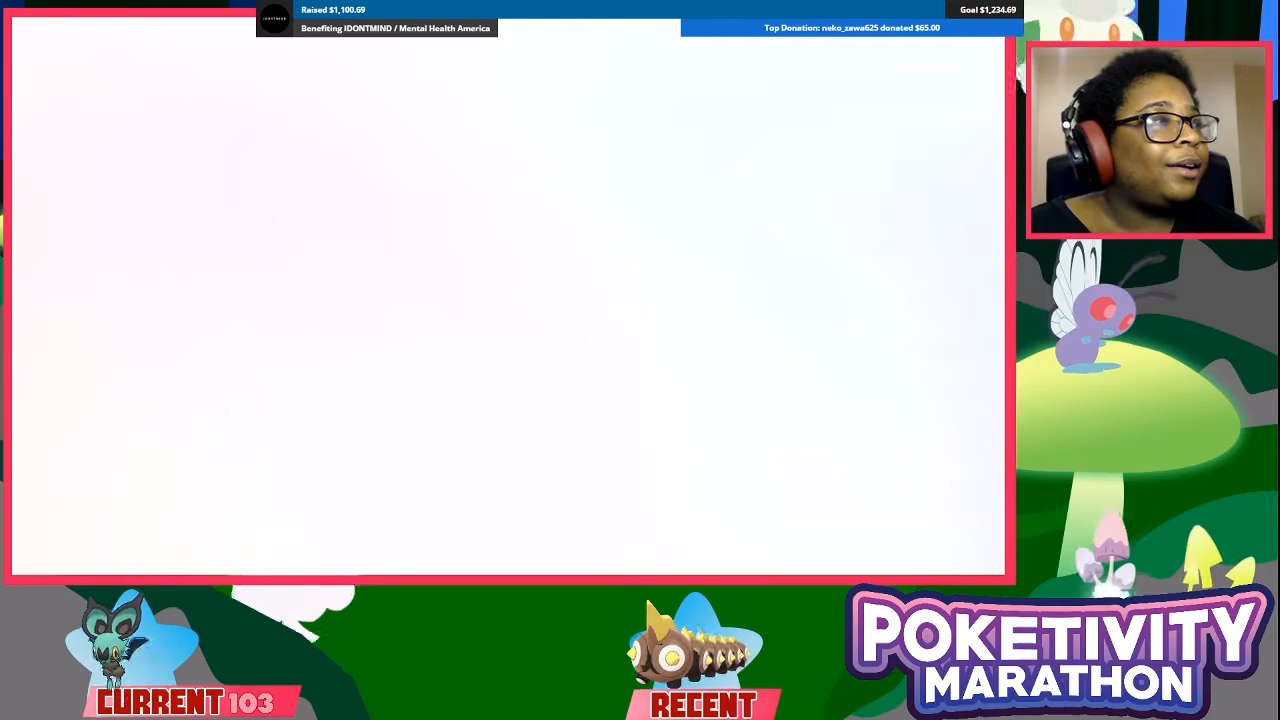 Raised $1,100.69
Goal $1,234.69
IDONTMIND
Benefiting IDONTMIND / Mental Health America
Top Donation: neko_zawa625 donated $65.00
CURRENT 103
RECENT
POKETIVITY
MARATHON